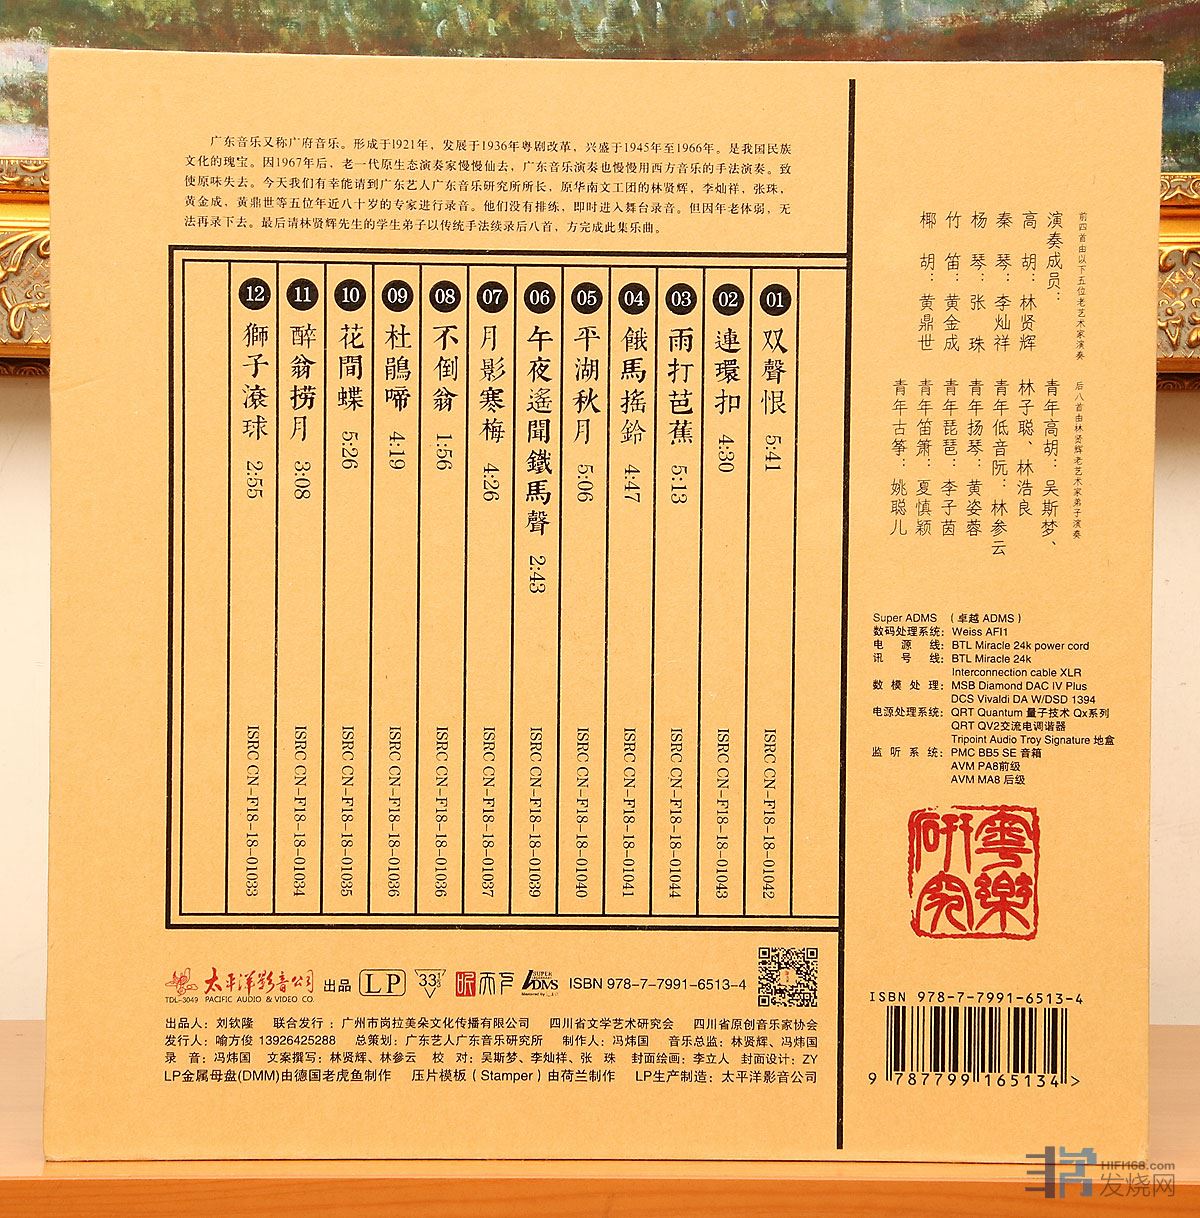 广东音乐又称广府音乐。形成于1921年，发展于1936年粤剧改革，兴盛于1945年至1966年。是我国民族
文化的瑰宝。因1967年后，老一代原生态演奏家慢慢仙去，广东音乐演奏也慢慢用西方音乐的手法演奏。致
使原味失去。今天我们有幸能请到广东艺人广东音乐研究所所长，原华南文工团的林贤辉，李灿祥，张珠，
黄金成，黄鼎世等五位年近八十岁的专家进行录音。他们没有排练，即时进入舞台录音。但因年老体弱，无
法再录下去。最后请林贤辉先生的学生弟子以传统手法续录后八首，方完成此集乐曲。
01 双聲恨 5:41 ISRC CN-F18-18-01042
02 連環扣 4:30 ISRC CN-F18-18-01043
03 雨打芭蕉 5:13 ISRC CN-F18-18-01044
04 餓馬搖鈴 4:47 ISRC CN-F18-18-01041
05 平湖秋月 5:06 ISRC CN-F18-18-01040
06 午夜遙聞鐵馬聲 2:43 ISRC CN-F18-18-01039
07 月影寒梅 4:26 ISRC CN-F18-18-01037
08 不倒翁 1:56 ISRC CN-F18-18-01036
09 杜鵑啼 4:19 ISRC CN-F18-18-01036
10 花間蝶 5:26 ISRC CN-F18-18-01035
11 醉翁捞月 3:08 ISRC CN-F18-18-01034
12 獅子滾球 2:55 ISRC CN-F18-18-01033
前四首由以下五位老艺术家演奏
演奏成员：
高胡：林贤辉
秦琴：李灿祥
杨琴：张珠
竹笛：黄金成
椰胡：黄鼎世
后八首由林贤辉老艺术家弟子演奏
青年高胡：吴斯梦、
林子聪、林浩良
青年低音阮：林参云
青年扬琴：黄姿蓉
青年琵琶：李子茵
青年笛箫：夏慎颖
青年古筝：姚聪儿
Super ADMS （卓越 ADMS）
数码处理系统：Weiss AFI1
电源线：BTL Miracle 24k power cord
讯号线：BTL Miracle 24k
Interconnection cable XLR
数模处理：MSB Diamond DAC IV Plus
DCS Vivaldi DA W/DSD 1394
电源处理系统：QRT Quantum 量子技术 Qx系列
QRT QV2交流电调谐器
Tripoint Audio Troy Signature 地盒
监听系统：PMC BB5 SE 音箱
AVM PA8前级
AVM MA8 后级
粤樂研究
太平洋影音公司 出品 LP 33 1/3 SUPER ADMS ISBN 978-7-7991-6513-4
TDL-3049 PACIFIC AUDIO & VIDEO CO.
出品人：刘钦隆 联合发行：广州市岗拉美朵文化传播有限公司 四川省文学艺术研究会 四川省原创音乐家协会
发行人：喻方俊 13926425288 总策划：广东艺人广东音乐研究所 制作人：冯炜国 音乐总监：林贤辉、冯炜国
录音：冯炜国 文案撰写：林贤辉、林参云 校对：吴斯梦、李灿祥、张珠 封面绘画：李立人 封面设计：ZY
LP金属母盘(DMM)由德国老虎鱼制作 压片模板（Stamper）由荷兰制作 LP生产制造：太平洋影音公司
ISBN 978-7-7991-6513-4
9 787799 165134 >
HIFI168.com
发烧网